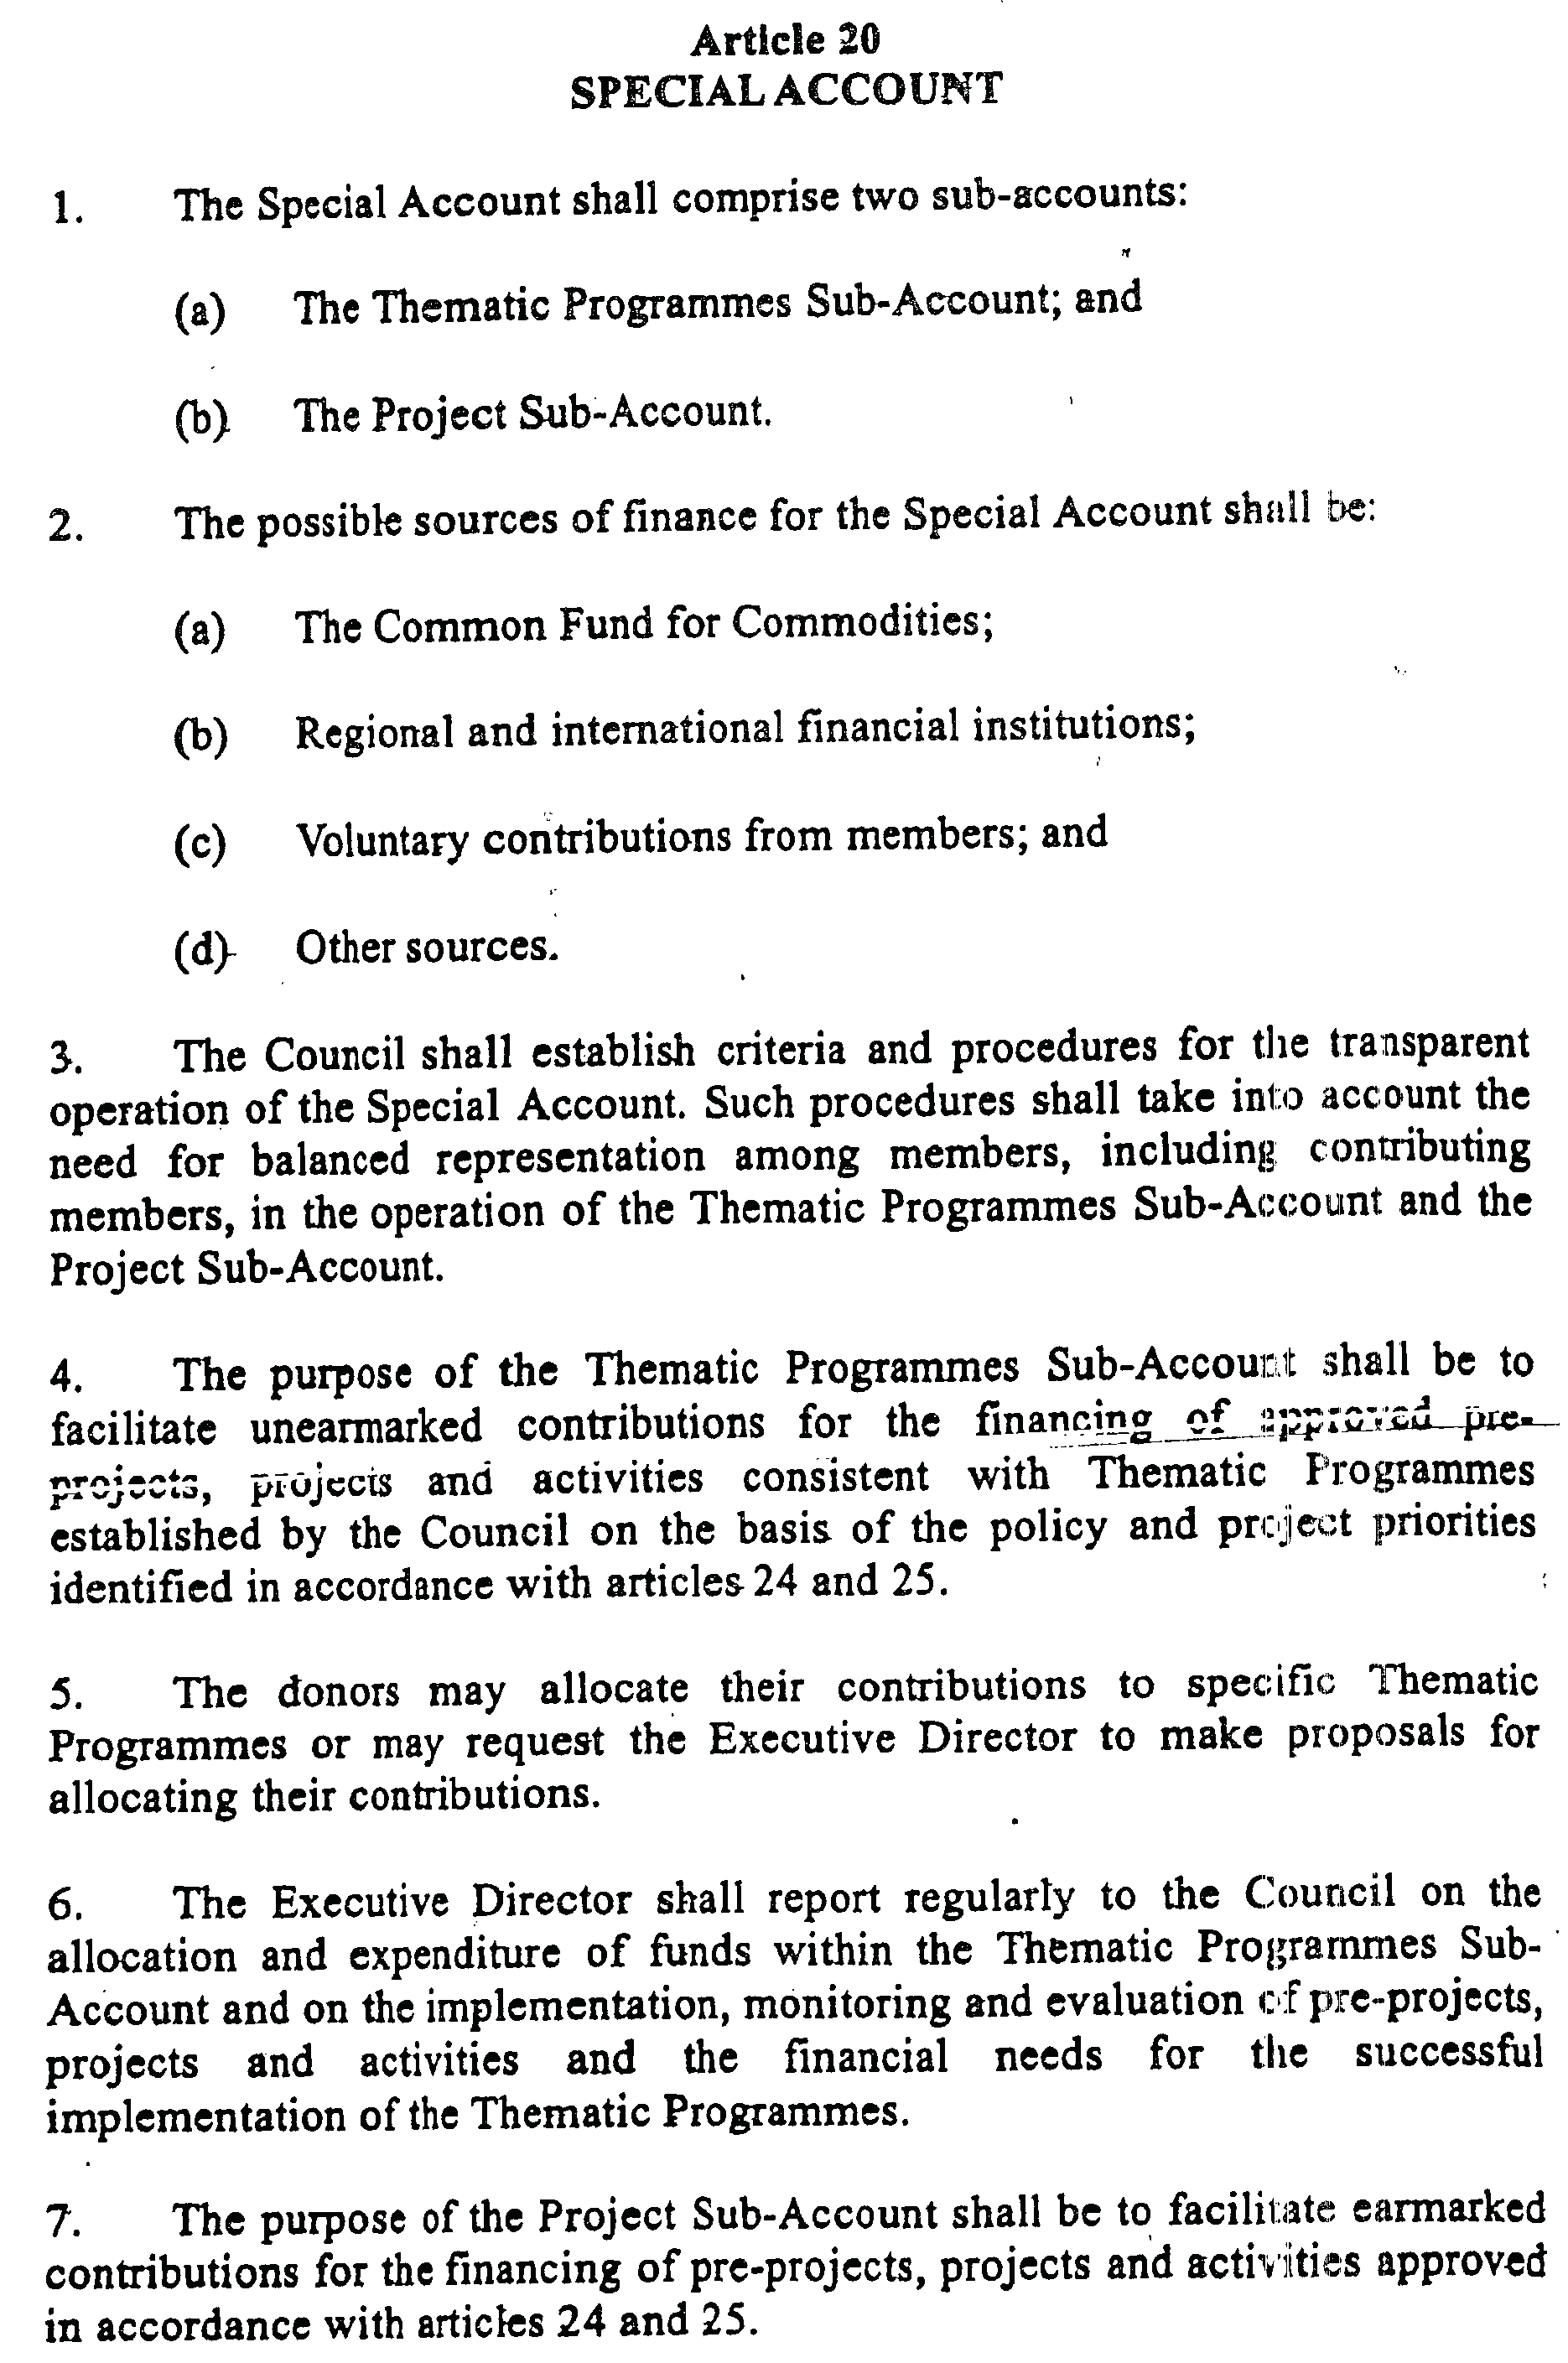 Article 20
SPECIAL ACCOUNT
1. The Special Account shall comprise two sub-accounts:
(a) The Thematic Programmes Sub-Account; and
(b) The Project Sub-Account.
2. The possible sources of finance for the Special Account shall be:
(a) The Common Fund for Commodities;
(b) Regional and international financial institutions;
(c) Voluntary contributions from members; and
(d) Other sources.
3. The Council shall establish criteria and procedures for the transparent
operation of the Special Account. Such procedures shall take into account the
need for balanced representation among members, including contributing
members, in the operation of the Thematic Programmes Sub-Account and the
Project Sub-Account.
4. The purpose of the Thematic Programmes Sub-Account shall be to
facilitate unearmarked contributions for the financing of approved pre-
projects, projects and activities consistent with Thematic Programmes
established by the Council on the basis of the policy and project priorities
identified in accordance with articles 24 and 25.
5. The donors may allocate their contributions to specific Thematic
Programmes or may request the Executive Director to make proposals for
allocating their contributions.
6. The Executive Director shall report regularly to the Council on the
allocation and expenditure of funds within the Thematic Programmes Sub-
Account and on the implementation, monitoring and evaluation of pre-projects,
projects and activities and the financial needs for the successful
implementation of the Thematic Programmes.
7. The purpose of the Project Sub-Account shall be to facilitate earmarked
contributions for the financing of pre-projects, projects and activities approved
in accordance with articles 24 and 25.